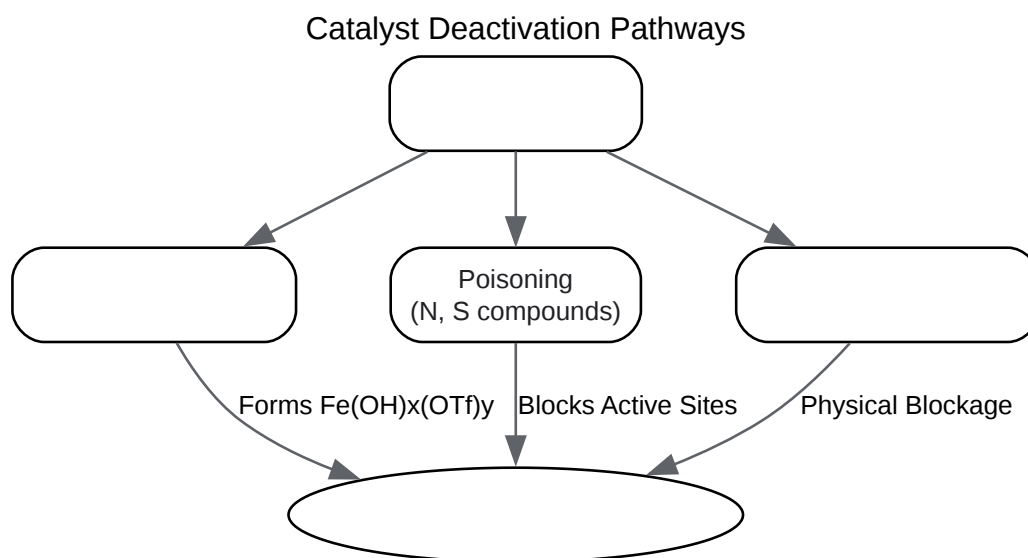 Catalyst Deactivation Pathways
Poisoning
(N, S compounds)
Forms Fe(OH)x(OTf)y
Blocks Active Sites
Physical Blockage